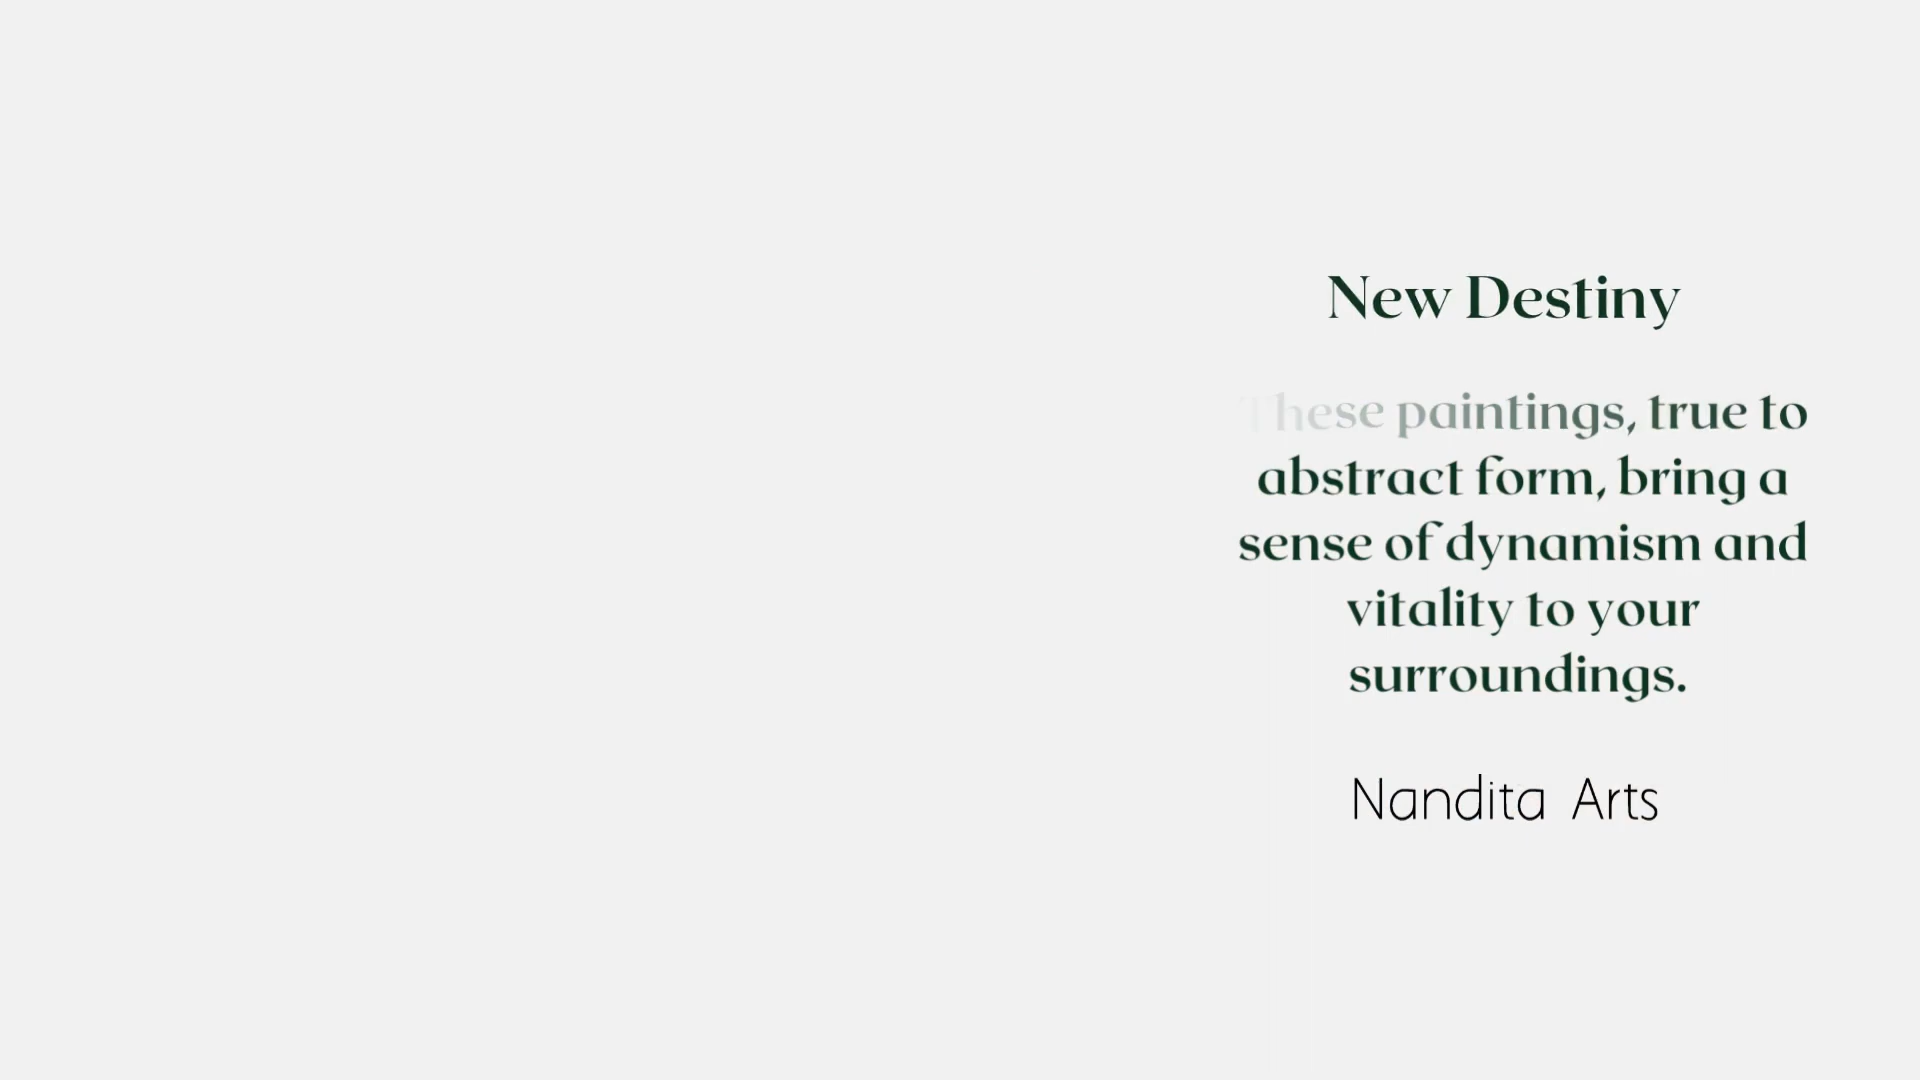 New Destiny
These paintings, true to
abstract form, bring a
sense of dynamism and
vitality to your
surroundings.
Nandita Arts